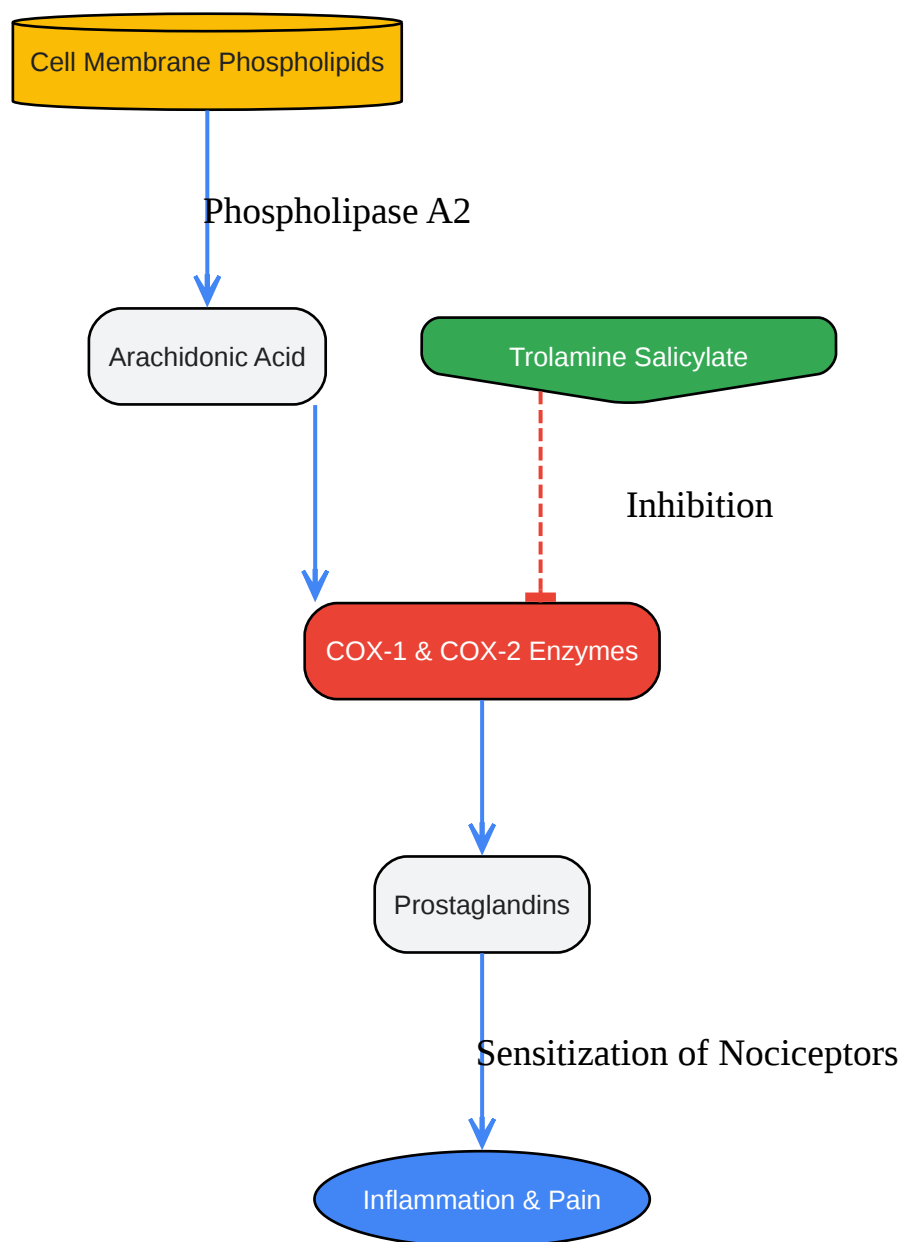 Cell Membrane Phospholipids
Phospholipase A2
Arachidonic Acid
Trolamine Salicylate
Inhibition
COX-1 & COX-2 Enzymes
Prostaglandins
Sensitization of Nociceptors
Inflammation & Pain